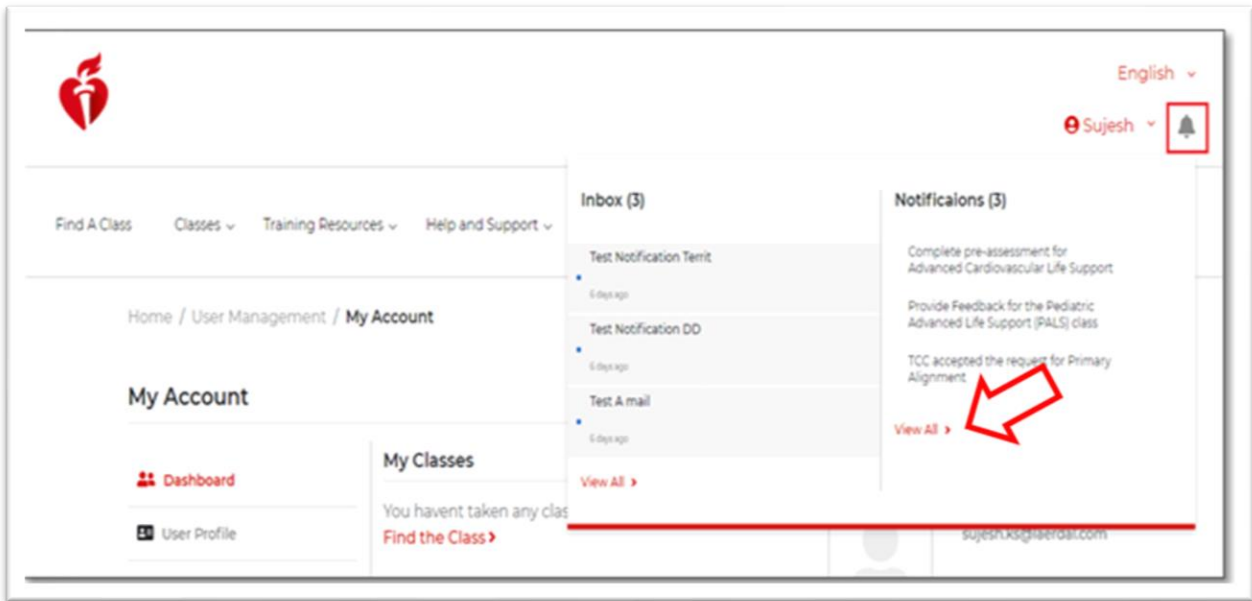 English
Sujesh
Find A Class Classes Training Resources Help and Support
Inbox (3)
Test Notification Territ
6 days ago
Test Notification DD
6 days ago
Test A mail
6 days ago
View All >
Notificaions (3)
Complete pre-assessment for
Advanced Cardiovascular Life Support
Provide Feedback for the Pediatric
Advanced Life Support (PALS) class
TCC accepted the request for Primary
Alignment
View All >
Home / User Management / My Account
My Account
Dashboard
User Profile
My Classes
You havent taken any clas
Find the Class >
sujesh.ks@laerdal.com